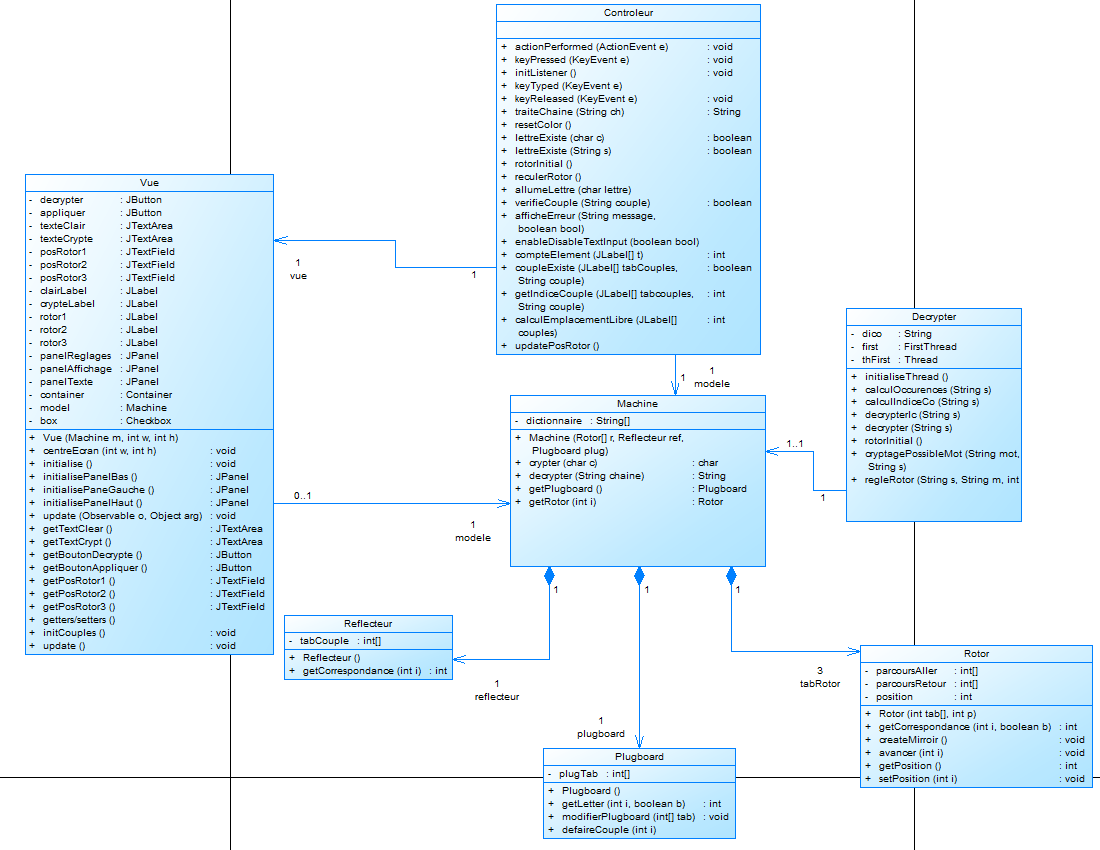 Controleur
+ actionPerformed (ActionEvent e) : void
+ keyPressed (KeyEvent e) : void
+ initListener () : void
+ keyTyped (KeyEvent e)
+ keyReleased (KeyEvent e) : void
+ traiteChaine (String ch) : String
+ resetColor ()
+ lettreExiste (char c) : boolean
+ lettreExiste (String s) : boolean
+ rotorInitial ()
+ reculerRotor ()
+ allumeLettre (char lettre)
+ verifieCouple (String couple) : boolean
+ afficheErreur (String message,
boolean bool)
+ enableDisableTextInput (boolean bool)
+ compteElement (JLabel[] t) : int
+ coupleExiste (JLabel[] tabCouples, : boolean
String couple)
+ getIndiceCouple (JLabel[] tabcouples, : int
String couple)
+ calculEmplacementLibre (JLabel[] : int
couples)
+ updatePosRotor ()
Vue
- decrypter : JButton
- appliquer : JButton
- texteClair : JTextArea
- texteCrypte : JTextArea
- posRotor1 : JTextField
- posRotor2 : JTextField
- posRotor3 : JTextField
- clairLabel : JLabel
- crypteLabel : JLabel
- rotor1 : JLabel
- rotor2 : JLabel
- rotor3 : JLabel
- panelReglages : JPanel
- panelAffichage : JPanel
- panelTexte : JPanel
- container : Container
- model : Machine
- box : Checkbox
+ Vue (Machine m, int w, int h)
+ centreEcran (int w, int h) : void
+ initialise () : void
+ initialisePanelBas () : JPanel
+ initialisePaneGauche () : JPanel
+ initialisePanelHaut () : JPanel
+ update (Observable o, Object arg) : void
+ getTextClear () : JTextArea
+ getTextCrypt () : JTextArea
+ getBoutonDecrypte () : JButton
+ getBoutonAppliquer () : JButton
+ getPosRotor1 () : JTextField
+ getPosRotor2 () : JTextField
+ getPosRotor3 () : JTextField
+ getters/setters ()
+ initCouples () : void
+ update () : void
1
vue
1
1
1
modele
Decrypter
- dico : String
- first : FirstThread
- thFirst : Thread
+ initialiseThread ()
+ calculOccurences (String s)
+ calculIndiceCo (String s)
+ decrypterIc (String s)
+ decrypter (String s)
+ rotorInitial ()
+ cryptagePossibleMot (String mot,
String s)
+ regleRotor (String s, String m, int
Machine
- dictionnaire : String[]
+ Machine (Rotor[] r, Reflecteur ref,
Plugboard plug)
+ crypter (char c) : char
+ decrypter (String chaine) : String
+ getPlugboard () : Plugboard
+ getRotor (int i) : Rotor
1..1
1
0..1
1
modele
1
1
1
Reflecteur
- tabCouple : int[]
+ Reflecteur ()
+ getCorrespondance (int i) : int
1
reflecteur
1
plugboard
3
tabRotor
Rotor
- parcoursAller : int[]
- parcoursRetour : int[]
- position : int
+ Rotor (int tab[], int p)
+ getCorrespondance (int i, boolean b) : int
+ createMirroir () : void
+ avancer (int i) : void
+ getPosition () : int
+ setPosition (int i) : void
Plugboard
- plugTab : int[]
+ Plugboard ()
+ getLetter (int i, boolean b) : int
+ modifierPlugboard (int[] tab) : void
+ defaireCouple (int i)